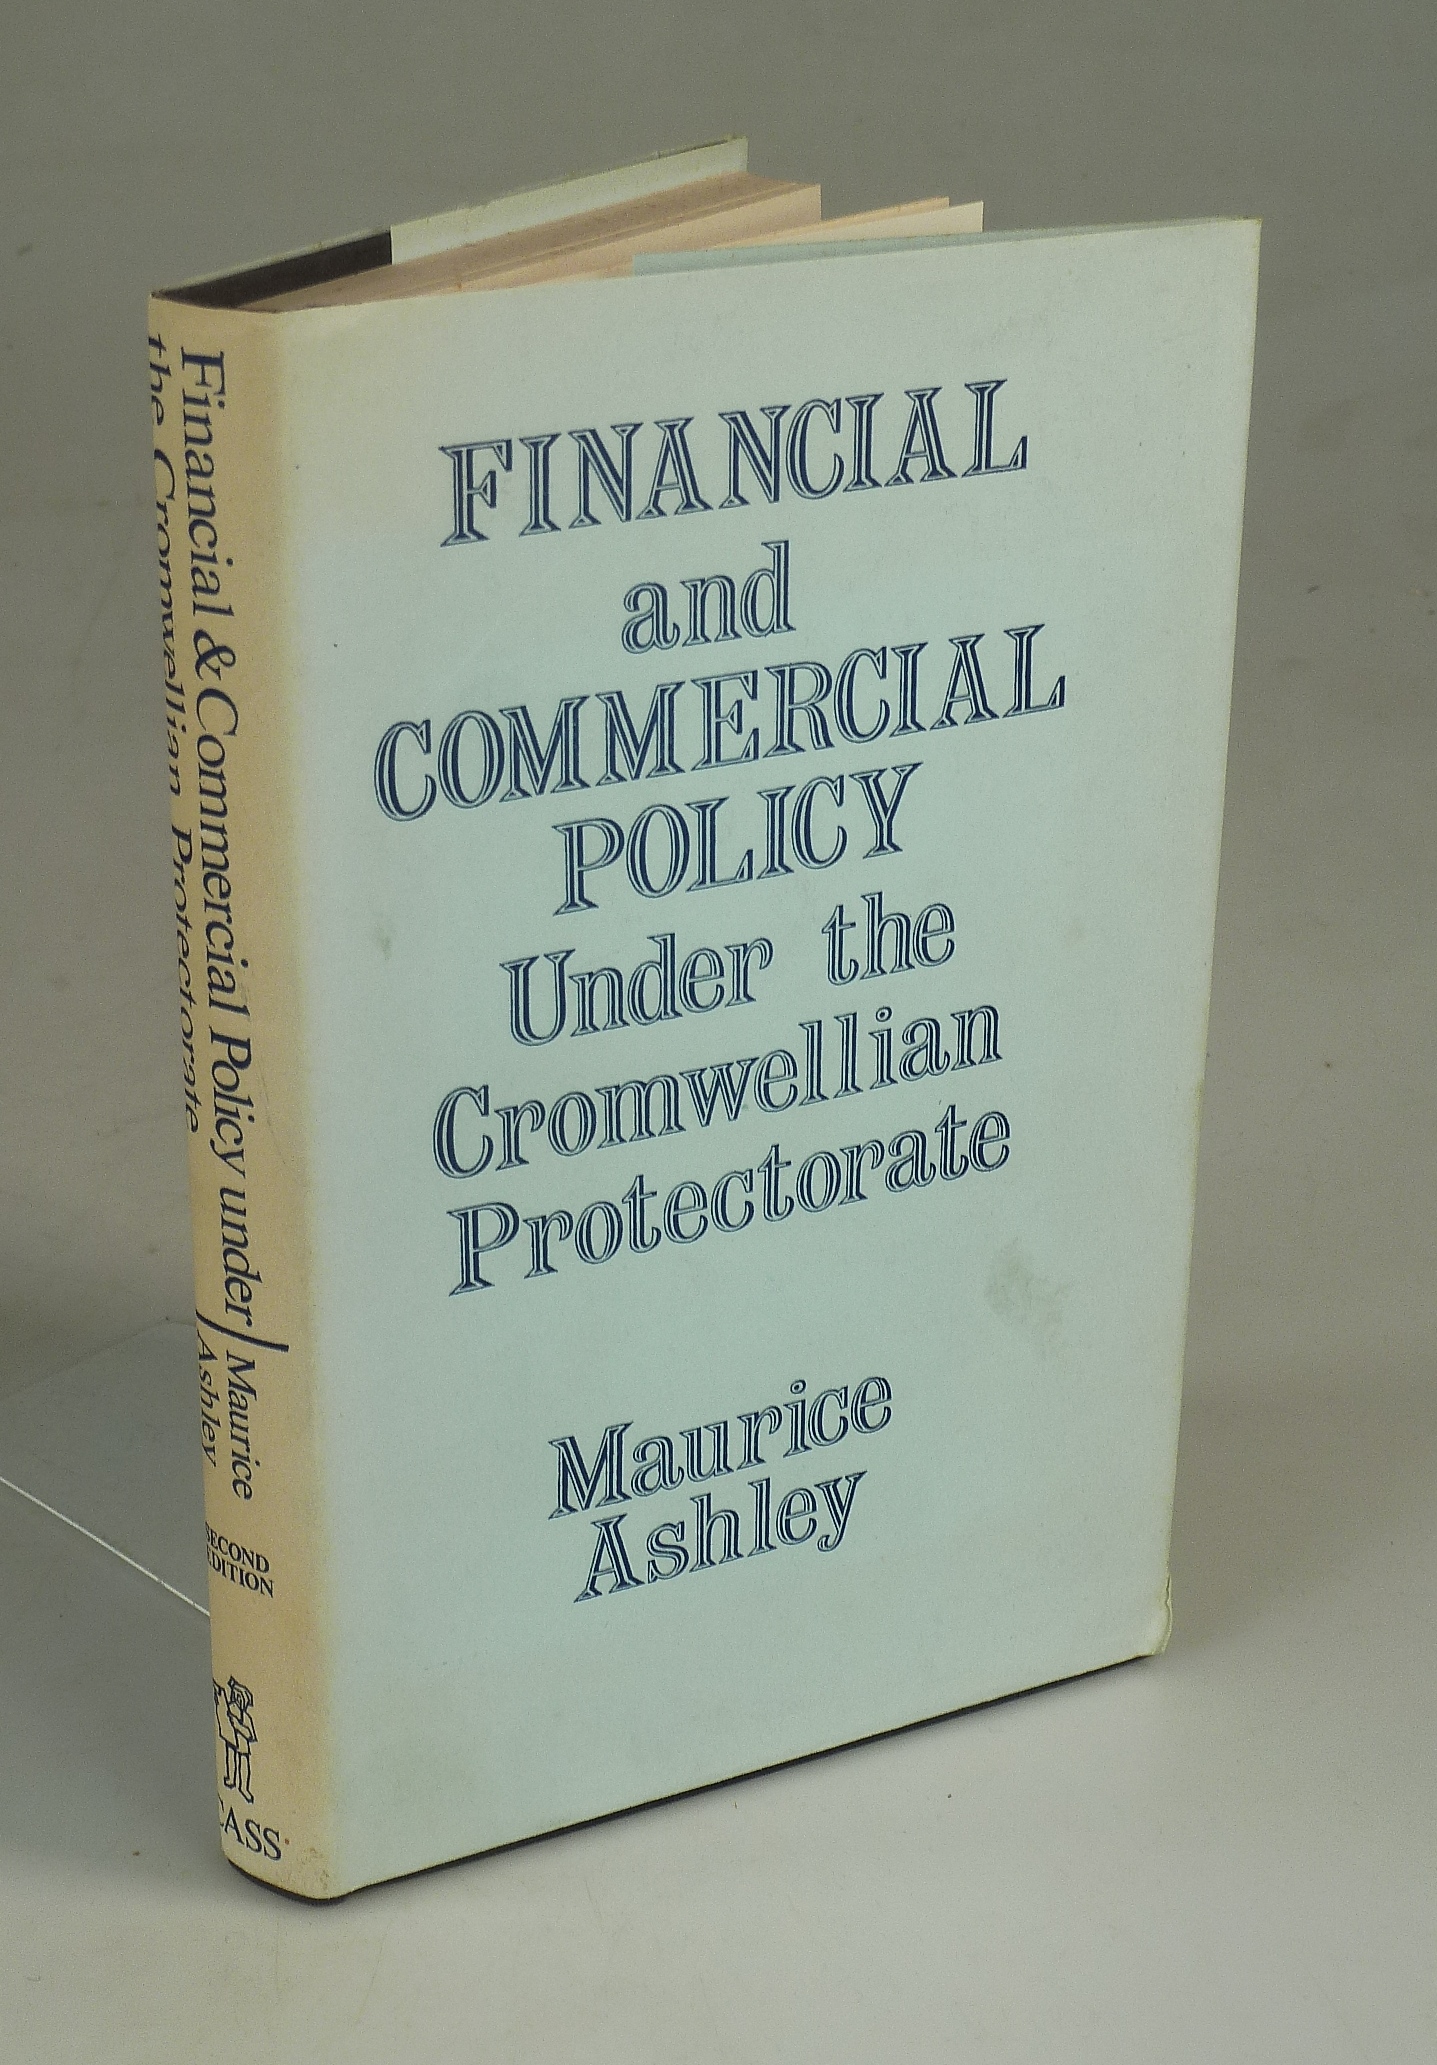 FINANCIAL
and
COMMERCIAL
POLICY
Under the
Cromwellian
Protectorate
Maurice
Ashley
Financial & Commercial Policy under
the Cromwellian Protectorate
Maurice
Ashley
SECOND
EDITION
CASS